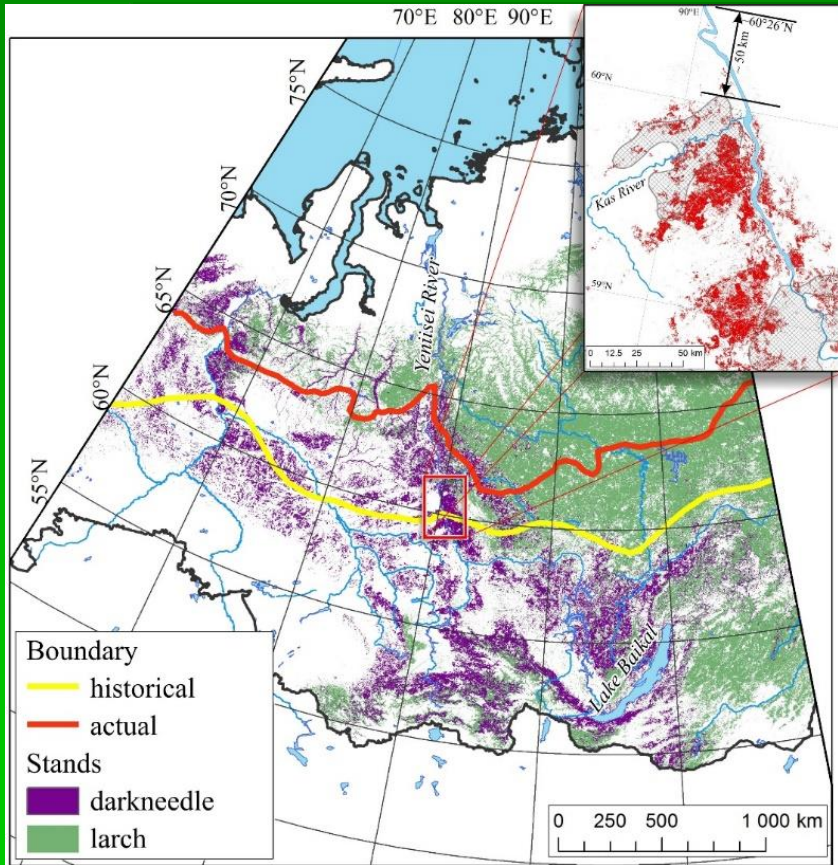 70°E 80°E 90°E
75°N
70°N
65°N
60°N
55°N
Yeniisei River
Lake Baikal
90°E
~60°26´N
~ 50 km
60°N
Kas River
59°N
0 12.5 25 50 km
Boundary
historical
actual
Stands
darkneedle
larch
0 250 500 1 000 km